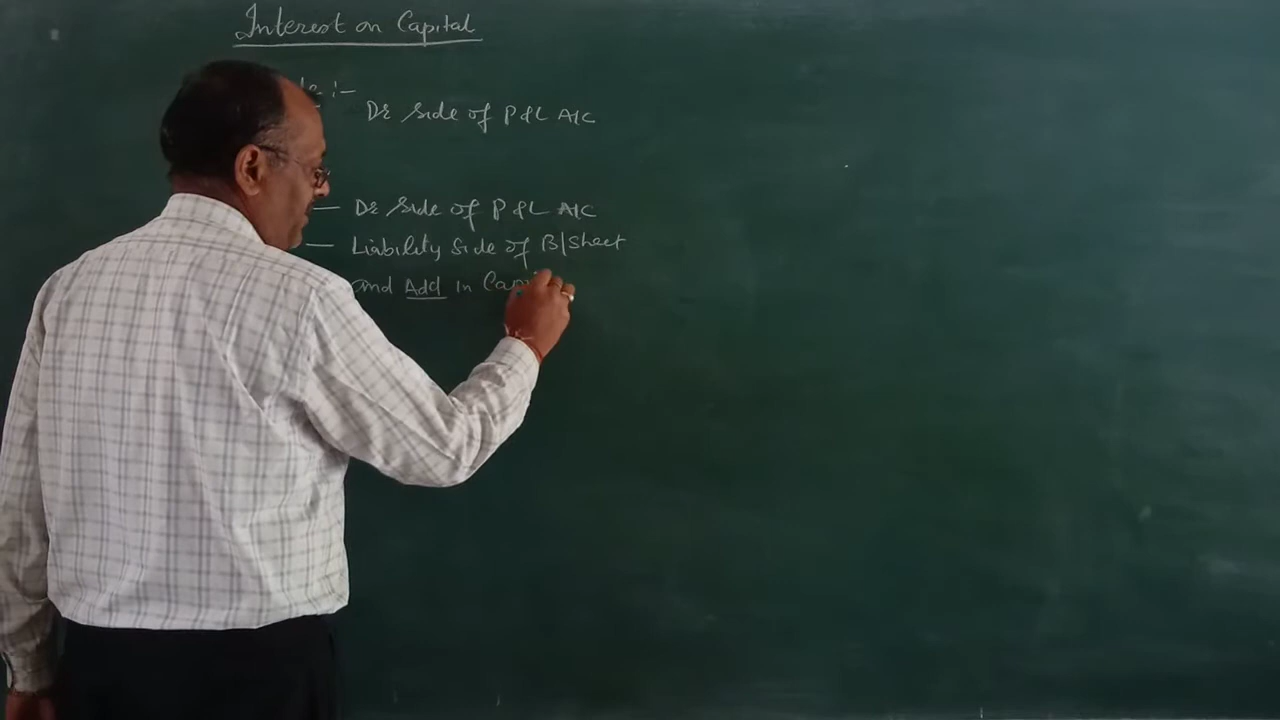 Interest on Capital
:-
Dr side of P&L A/C
— Dr side of P&L A/C
— Liability side of B/Sheet
and Add in